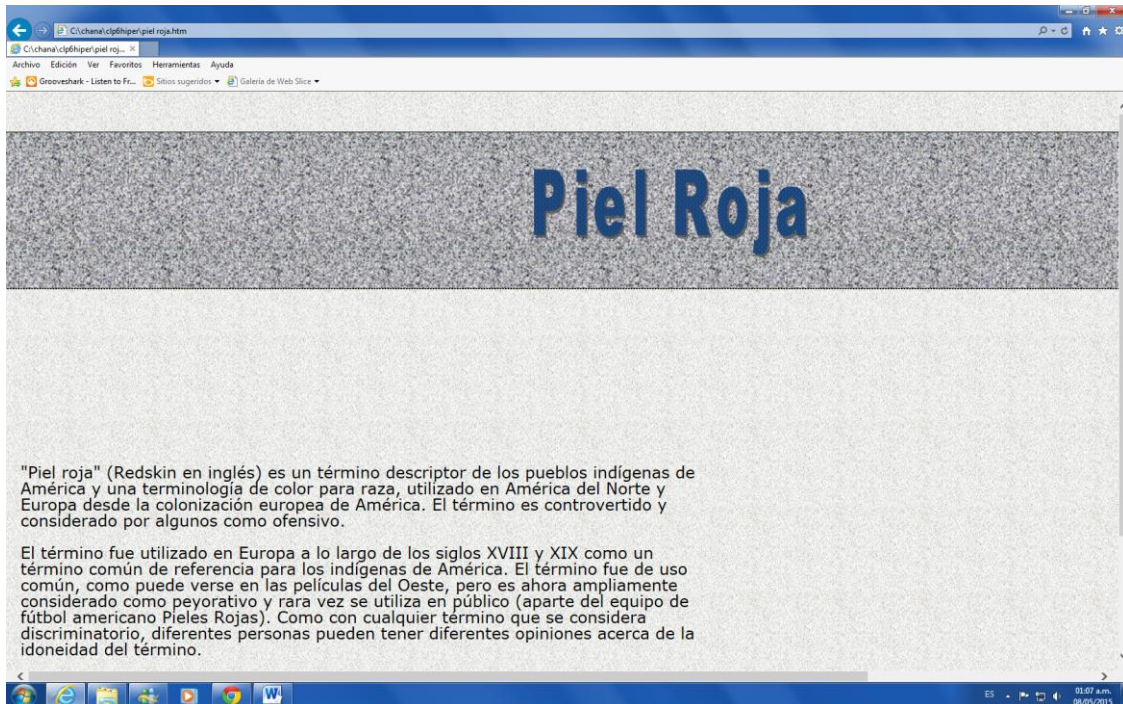 C:\chana\clp6hiper\piel roja.htm
C:\chana\clp6hiper\piel roj...
Archivo Edición Ver Favoritos Herramientas Ayuda
Grooveshark - Listen to Fr... Sitios sugeridos Galería de Web Slice
Piel Roja
"Piel roja" (Redskin en inglés) es un término descriptor de los pueblos indígenas de
América y una terminología de color para raza, utilizado en América del Norte y
Europa desde la colonización europea de América. El término es controvertido y
considerado por algunos como ofensivo.
El término fue utilizado en Europa a lo largo de los siglos XVIII y XIX como un
término común de referencia para los indígenas de América. El término fue de uso
común, como puede verse en las películas del Oeste, pero es ahora ampliamente
considerado como peyorativo y rara vez se utiliza en público (aparte del equipo de
fútbol americano Pieles Rojas). Como con cualquier término que se considera
discriminatorio, diferentes personas pueden tener diferentes opiniones acerca de la
idoneidad del término.
ES
01:07 a.m.
08/05/2015